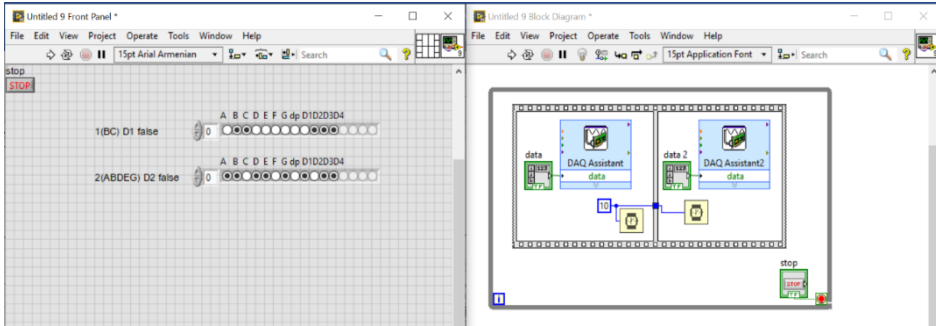 Untitled 9 Front Panel *
File Edit View Project Operate Tools Window Help
15pt Arial Armenian
Search
9
stop
STOP
A B C D E F G dp D1D2D3D4
1(BC) D1 false
0
A B C D E F G dp D1D2D3D4
2(ABDEG) D2 false
0
Untitled 9 Block Diagram *
File Edit View Project Operate Tools Window Help
15pt Application Font
Search
9
data
DAQ Assistant
data
data 2
DAQ Assistant2
data
10
stop
STOP
TF
i